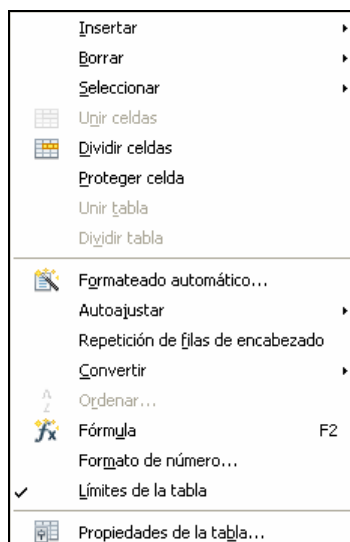 Insertar
Borrar
Seleccionar
Unir celdas
Dividir celdas
Proteger celda
Unir tabla
Dividir tabla
Formateado automático...
Autoajustar
Repetición de filas de encabezado
Convertir
Ordenar...
Fórmula F2
Formato de número...
Límites de la tabla
Propiedades de la tabla...